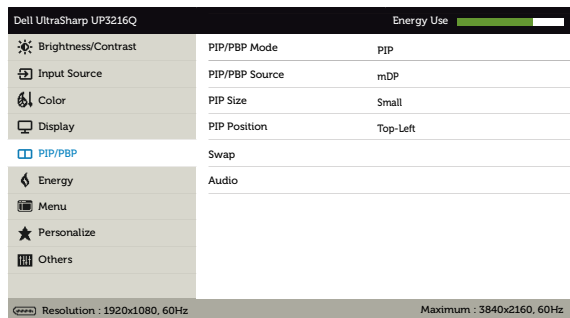 Dell UltraSharp UP3216Q Energy Use
Brightness/Contrast PIP/PBP Mode PIP
Input Source PIP/PBP Source mDP
Color PIP Size Small
Display PIP Position Top-Left
PIP/PBP Swap
Energy Audio
Menu
Personalize
Others
Resolution : 1920x1080, 60Hz Maximum : 3840x2160, 60Hz